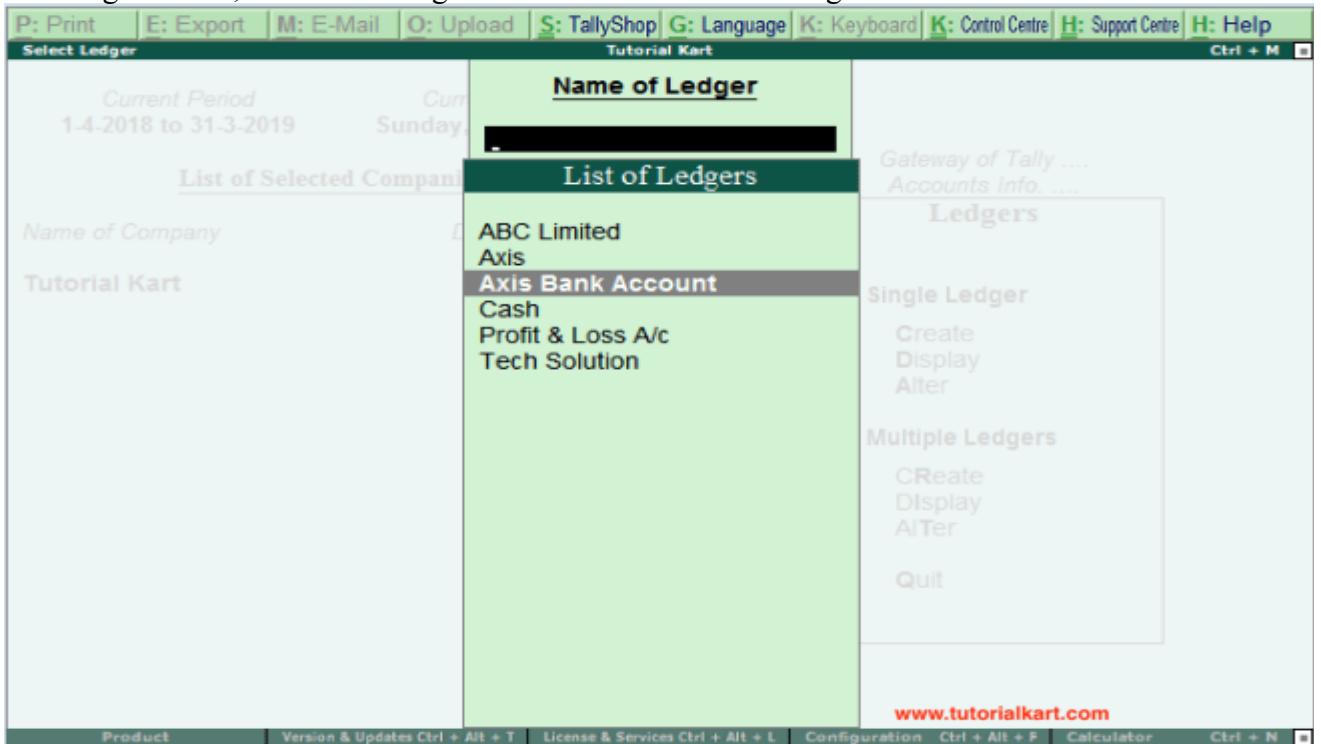 P: Print E: Export M: E-Mail O: Upload S: TallyShop G: Language K: Keyboard K: Control Centre H: Support Centre H: Help
Select Ledger Tutorial Kart Ctrl + M
Name of Ledger
Current Period
1-4-2018 to 31-3-2019 Sunday,
List of Selected Compani
Name of Company
Tutorial Kart
List of Ledgers
ABC Limited
Axis
Axis Bank Account
Cash
Profit & Loss A/c
Tech Solution
Gateway of Tally ....
Accounts Info. ....
Ledgers
Single Ledger
Create
Display
Alter
Multiple Ledgers
CReate
DIsplay
AlTer
Quit
www.tutorialkart.com
Product Version & Updates Ctrl + Alt + T License & Services Ctrl + Alt + L Configuration Ctrl + Alt + F Calculator Ctrl + N